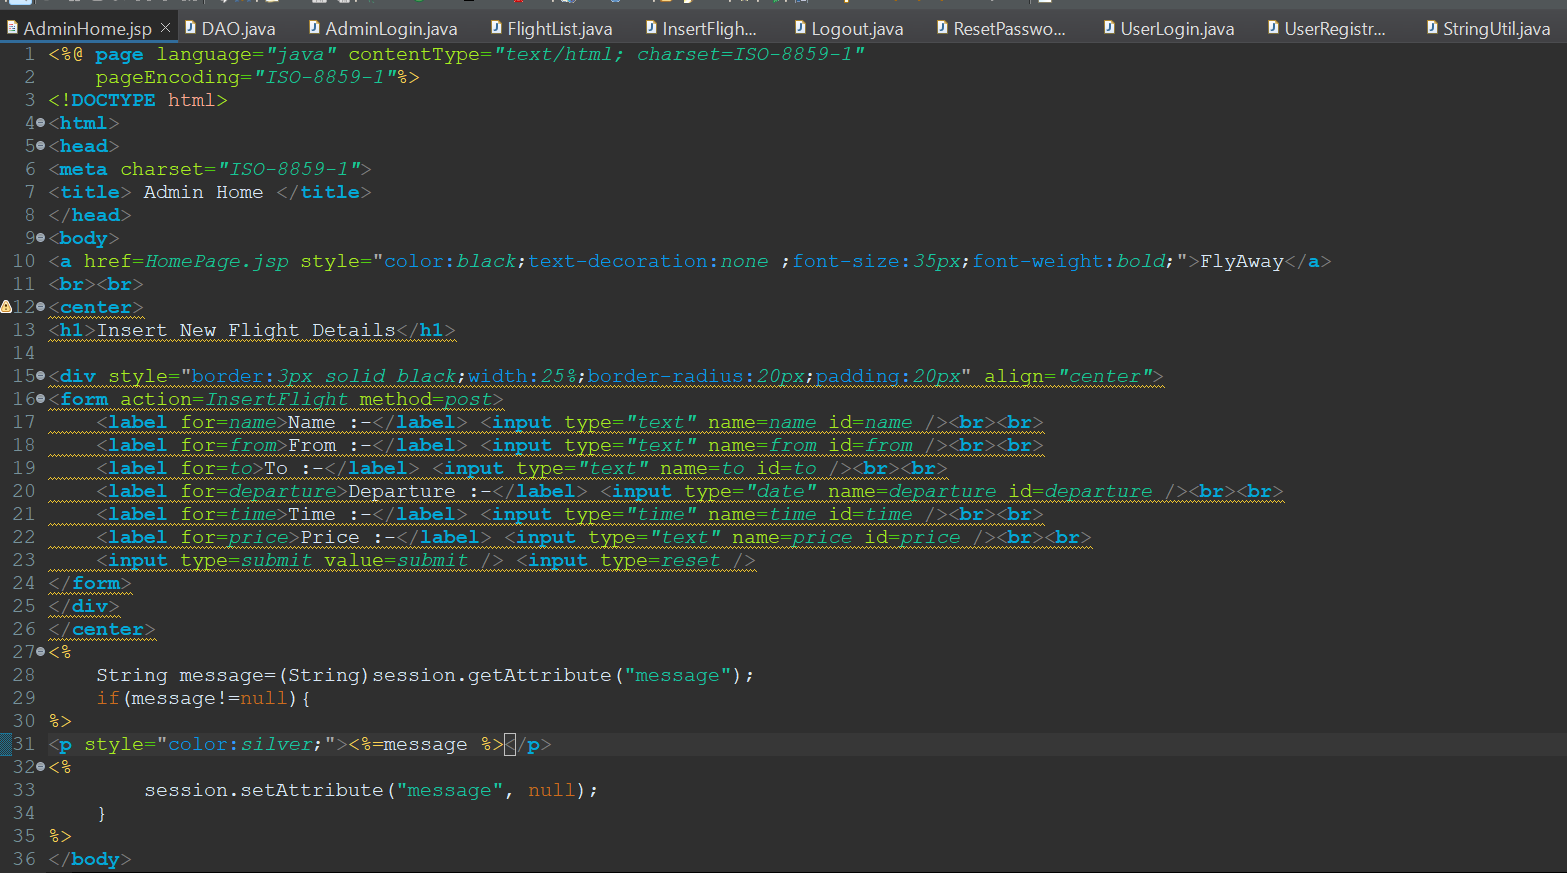 AdminHome.jsp DAO.java AdminLogin.java FlightList.java InsertFligh... Logout.java ResetPasswo... UserLogin.java UserRegistr... StringUtil.java
1 <%@ page language="java" contentType="text/html; charset=ISO-8859-1"
2     pageEncoding="ISO-8859-1"%>
3 <!DOCTYPE html>
4 <html>
5 <head>
6 <meta charset="ISO-8859-1">
7 <title> Admin Home </title>
8 </head>
9 <body>
10 <a href=HomePage.jsp style="color:black;text-decoration:none ;font-size:35px;font-weight:bold;">FlyAway</a>
11 <br><br>
12 <center>
13 <h1>Insert New Flight Details</h1>
14
15 <div style="border:3px solid black;width:25%;border-radius:20px;padding:20px" align="center">
16 <form action=InsertFlight method=post>
17     <label for=name>Name :-</label> <input type="text" name=name id=name /><br><br>
18     <label for=from>From :-</label> <input type="text" name=from id=from /><br><br>
19     <label for=to>To :-</label> <input type="text" name=to id=to /><br><br>
20     <label for=departure>Departure :-</label> <input type="date" name=departure id=departure /><br><br>
21     <label for=time>Time :-</label> <input type="time" name=time id=time /><br><br>
22     <label for=price>Price :-</label> <input type="text" name=price id=price /><br><br>
23     <input type=submit value=submit /> <input type=reset />
24 </form>
25 </div>
26 </center>
27 <%
28     String message=(String)session.getAttribute("message");
29     if(message!=null){
30 %>
31 <p style="color:silver;"><%=message %></p>
32 <%
33         session.setAttribute("message", null);
34     }
35 %>
36 </body>